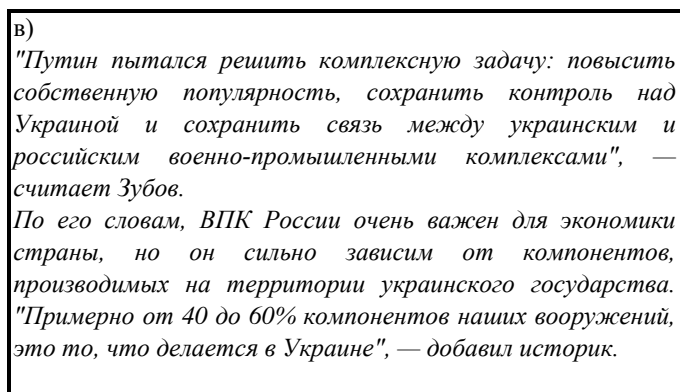 в)
"Путин пытался решить комплексную задачу: повысить
собственную популярность, сохранить контроль над
Украиной и сохранить связь между украинским и
российским военно-промышленными комплексами", —
считает Зубов.
По его словам, ВПК России очень важен для экономики
страны, но он сильно зависим от компонентов,
производимых на территории украинского государства.
"Примерно от 40 до 60% компонентов наших вооружений,
это то, что делается в Украине", — добавил историк.